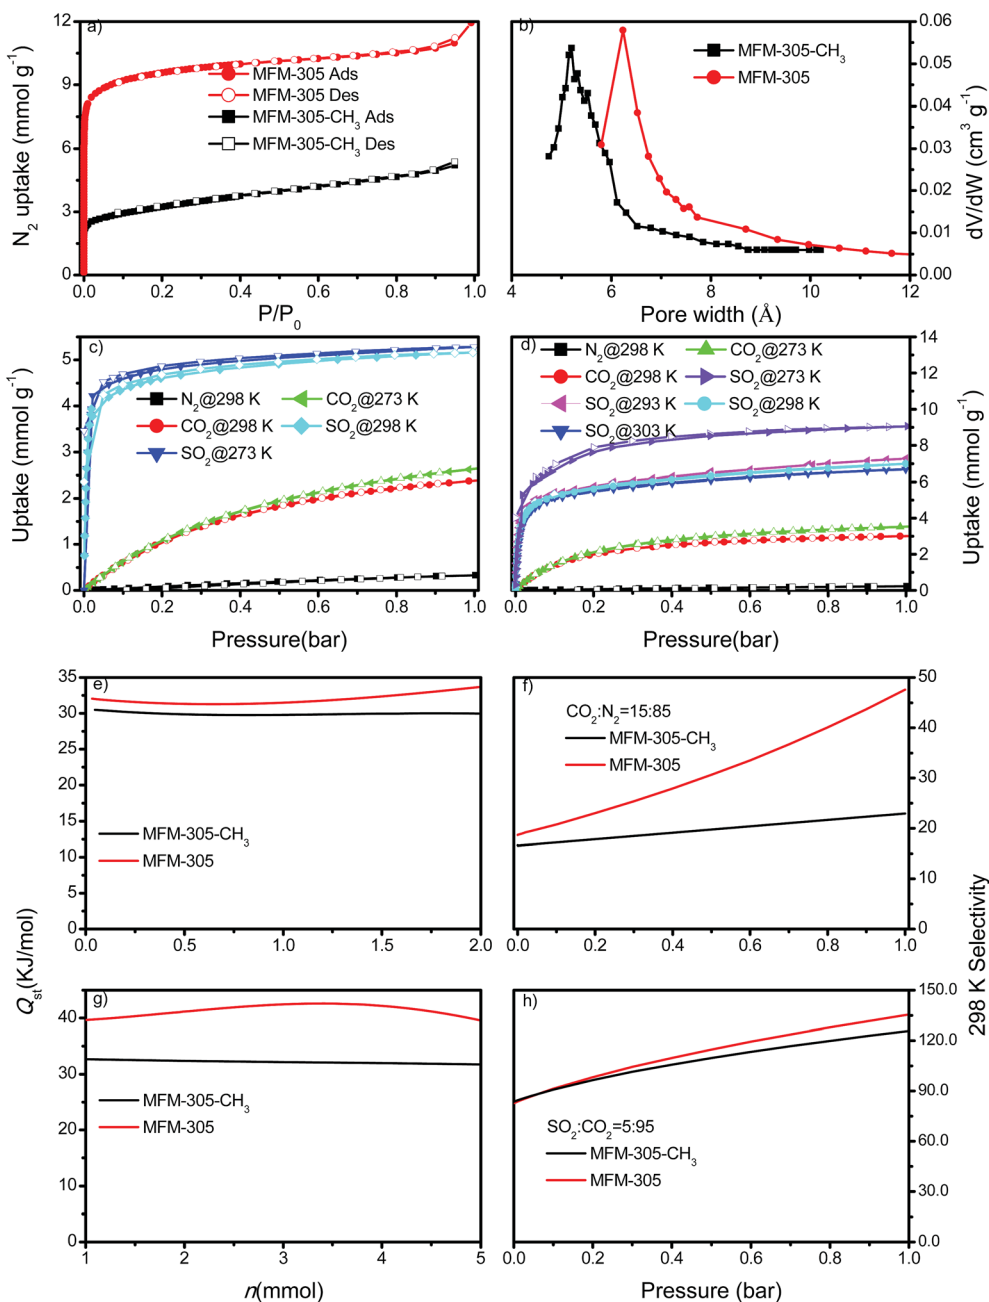 a)
12
9
6
3
0
N2 uptake (mmol g-1)
MFM-305 Ads
MFM-305 Des
MFM-305-CH3 Ads
MFM-305-CH3 Des
0.0 0.2 0.4 0.6 0.8 1.0
P/P0
b)
MFM-305-CH3
MFM-305
0.06
0.05
0.04
0.03
0.02
0.01
0.00
dV/dW (cm3 g-1)
4 6 8 10 12
Pore width (Å)
c)
5
4
3
2
1
0
Uptake (mmol g-1)
N2@298 K
CO2@273 K
CO2@298 K
SO2@298 K
SO2@273 K
0.0 0.2 0.4 0.6 0.8 1.0
Pressure(bar)
d)
N2@298 K
CO2@273 K
CO2@298 K
SO2@273 K
SO2@293 K
SO2@298 K
SO2@303 K
14
12
10
8
6
4
2
0
Uptake (mmol g-1)
0.0 0.2 0.4 0.6 0.8 1.0
Pressure(bar)
e)
35
30
25
20
15
10
5
0
MFM-305-CH3
MFM-305
0.0 0.5 1.0 1.5 2.0
f)
CO2:N2=15:85
MFM-305-CH3
MFM-305
50
40
30
20
10
0
0.0 0.2 0.4 0.6 0.8 1.0
Qst(KJ/mol)
298 K Selectivity
g)
40
30
20
10
0
MFM-305-CH3
MFM-305
1 2 3 4 5
n(mmol)
h)
SO2:CO2=5:95
MFM-305-CH3
MFM-305
150.0
120.0
90.0
60.0
30.0
0.0
0.0 0.2 0.4 0.6 0.8 1.0
Pressure (bar)